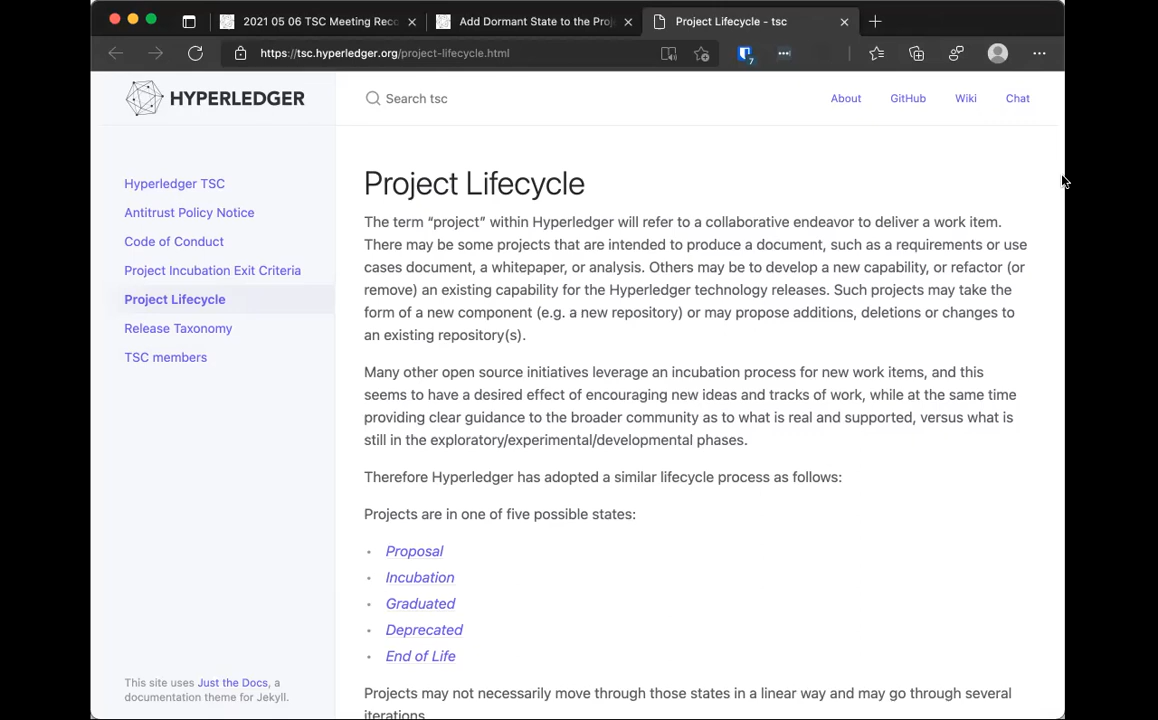 2021 05 06 TSC Meeting Reco
Add Dormant State to the Proj
Project Lifecycle - tsc
https://tsc.hyperledger.org/project-lifecycle.html
7
HYPERLEDGER
Search tsc
About
GitHub
Wiki
Chat
Hyperledger TSC
Antitrust Policy Notice
Code of Conduct
Project Incubation Exit Criteria
Project Lifecycle
Release Taxonomy
TSC members
This site uses Just the Docs, a
documentation theme for Jekyll.
Project Lifecycle
The term “project” within Hyperledger will refer to a collaborative endeavor to deliver a work item.
There may be some projects that are intended to produce a document, such as a requirements or use
cases document, a whitepaper, or analysis. Others may be to develop a new capability, or refactor (or
remove) an existing capability for the Hyperledger technology releases. Such projects may take the
form of a new component (e.g. a new repository) or may propose additions, deletions or changes to
an existing repository(s).
Many other open source initiatives leverage an incubation process for new work items, and this
seems to have a desired effect of encouraging new ideas and tracks of work, while at the same time
providing clear guidance to the broader community as to what is real and supported, versus what is
still in the exploratory/experimental/developmental phases.
Therefore Hyperledger has adopted a similar lifecycle process as follows:
Projects are in one of five possible states:
• Proposal
• Incubation
• Graduated
• Deprecated
• End of Life
Projects may not necessarily move through those states in a linear way and may go through several
iterations.